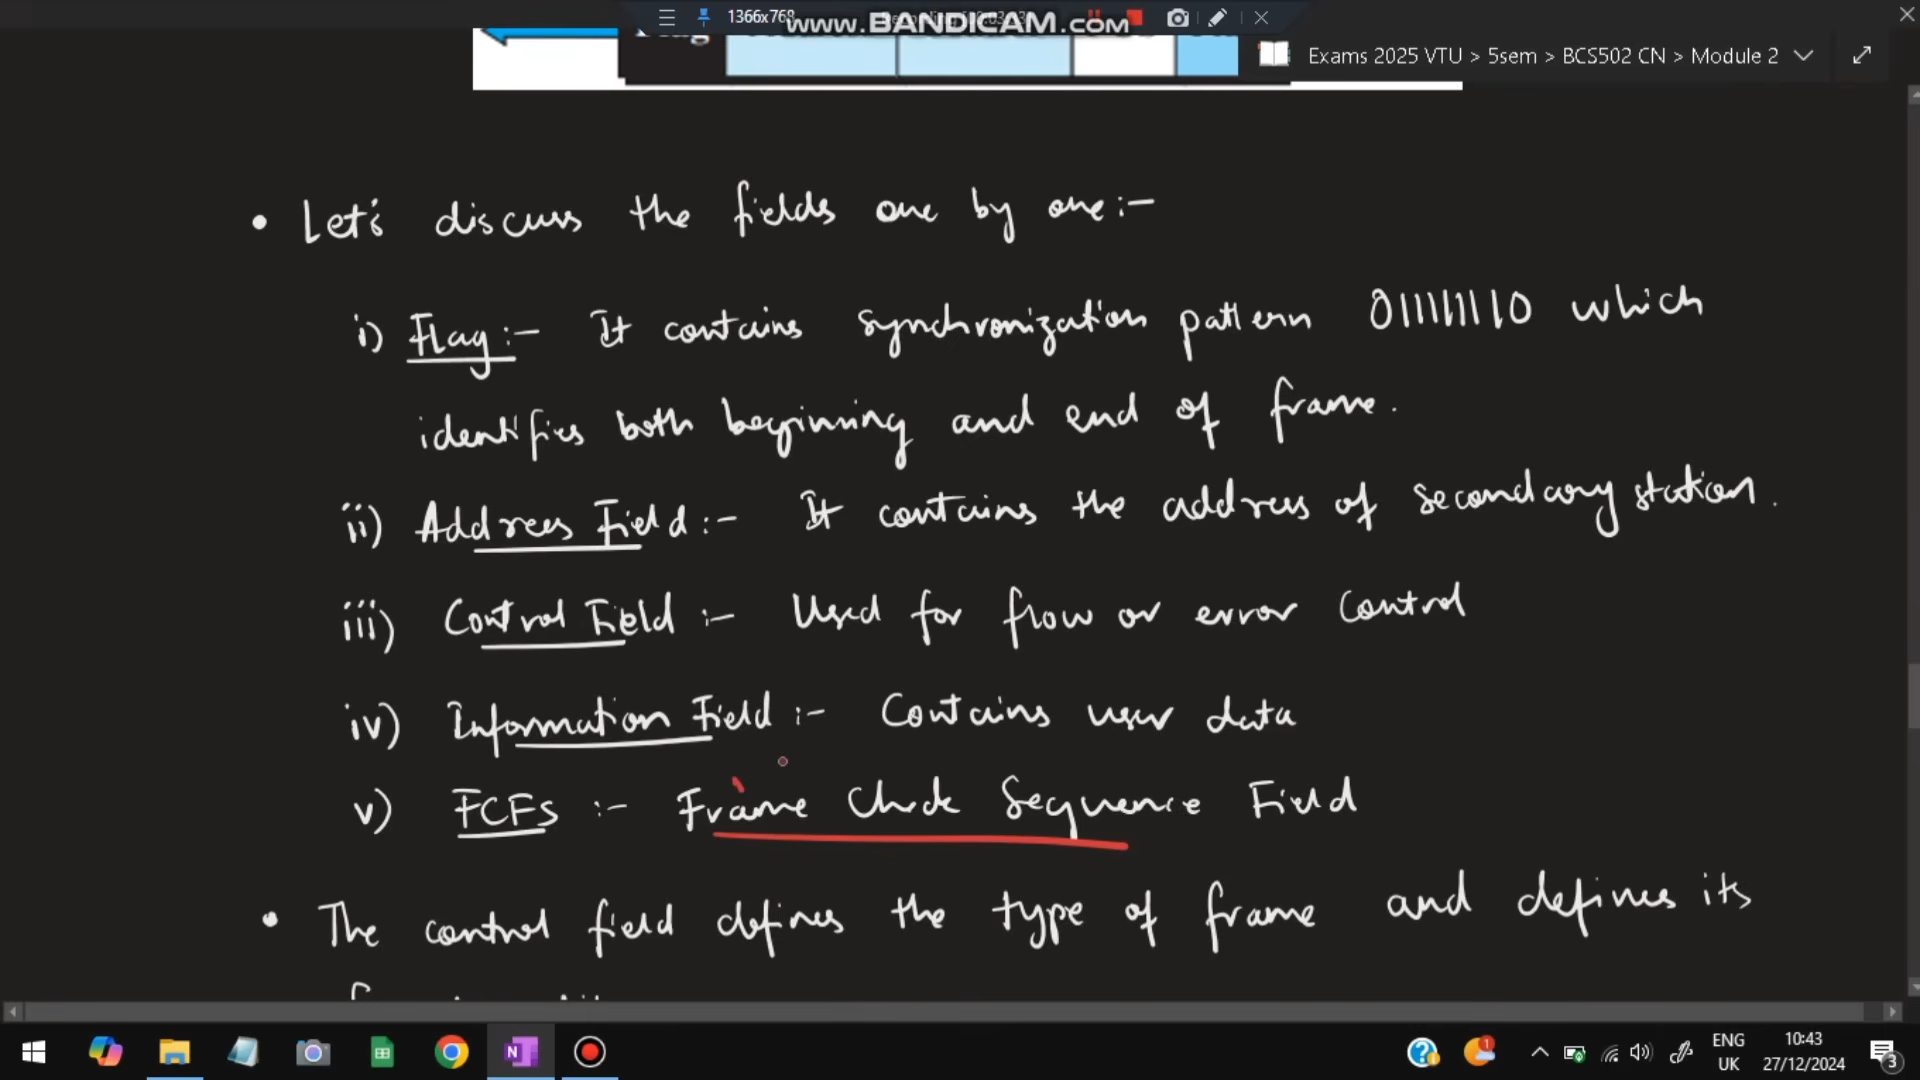 1366x768
www.BANDICAM.com
Exams 2025 VTU > 5sem > BCS502 CN > Module 2
• Let's discuss the fields one by one:-
i) Flag:- It contains synchronization pattern 01111110 which
identifies both beginning and end of frame.
ii) Address Field:- It contains the address of secondary station.
iii) Control Field:- Used for flow or error control
iv) Information Field:- Contains user data
v) FCFs:- Frame Check Sequence Field
• The control field defines the type of frame and defines its
ENG
UK
10:43
27/12/2024
3
1